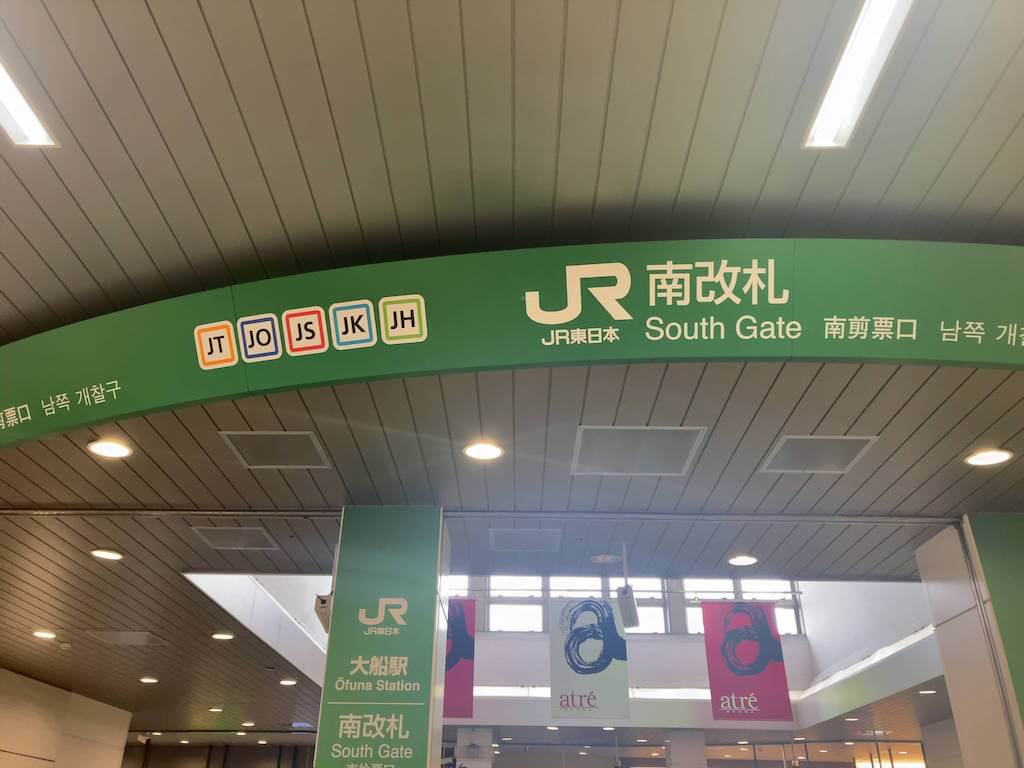 JT JO JS JK JH
JR 南改札
JR東日本 South Gate 南剪票口 남쪽
剪票口 남쪽 개찰구
JR
JR東日本
大船駅
Ōfuna Station
南改札
South Gate
atré
atré